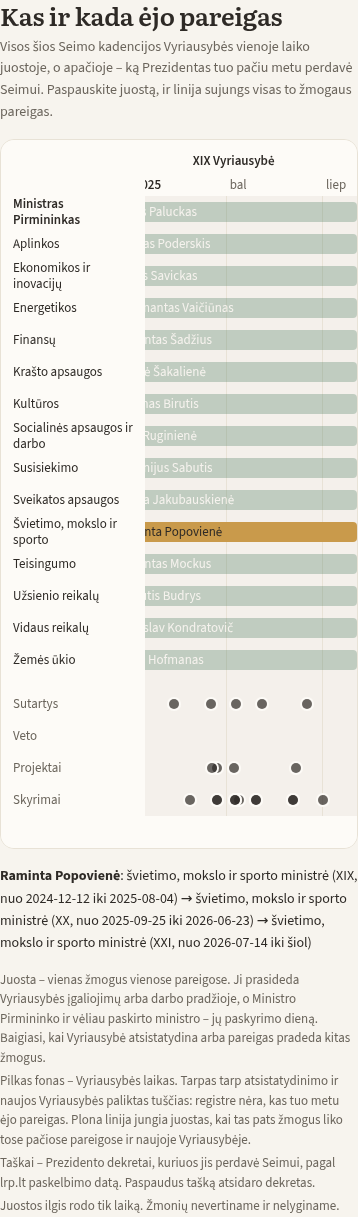 Kas ir kada ėjo pareigas
Visos šios Seimo kadencijos Vyriausybės vienoje laiko
juostoje, o apačioje – ką Prezidentas tuo pačiu metu perdavė
Seimui. Paspauskite juostą, ir linija sujungs visas to žmogaus
pareigas.
XIX Vyriausybė
025 bal liep
Ministras
Pirmininkas
Paluckas
Aplinkos
as Poderskis
Ekonomikos ir
inovacijų
s Savickas
Energetikos
mantas Vaičiūnas
Finansų
ntas Šadžius
Krašto apsaugos
ė Šakalienė
Kultūros
nas Birutis
Socialinės apsaugos ir
darbo
Ruginienė
Susisiekimo
nijus Sabutis
Sveikatos apsaugos
a Jakubauskienė
Švietimo, mokslo ir
sporto
nta Popovienė
Teisingumo
ntas Mockus
Užsienio reikalų
utis Budrys
Vidaus reikalų
slav Kondratovič
Žemės ūkio
Hofmanas
Sutartys
Veto
Projektai
Skyrimai
Raminta Popovienė: švietimo, mokslo ir sporto ministrė (XIX,
nuo 2024-12-12 iki 2025-08-04) → švietimo, mokslo ir sporto
ministrė (XX, nuo 2025-09-25 iki 2026-06-23) → švietimo,
mokslo ir sporto ministrė (XXI, nuo 2026-07-14 iki šiol)
Juosta – vienas žmogus vienose pareigose. Ji prasideda
Vyriausybės įgaliojimų arba darbo pradžioje, o Ministro
Pirmininko ir vėliau paskirto ministro – jų paskyrimo dieną.
Baigiasi, kai Vyriausybė atsistatydina arba pareigas pradeda kitas
žmogus.
Pilkas fonas – Vyriausybės laikas. Tarpas tarp atsistatydinimo ir
naujos Vyriausybės paliktas tuščias: registre nėra, kas tuo metu
ėjo pareigas. Plona linija jungia juostas, kai tas pats žmogus liko
tose pačiose pareigose ir naujoje Vyriausybėje.
Taškai – Prezidento dekretai, kuriuos jis perdavė Seimui, pagal
lrp.lt paskelbimo datą. Paspaudus tašką atsidaro dekretas.
Juostos ilgis rodo tik laiką. Žmonių nevertiname ir nelyginame.